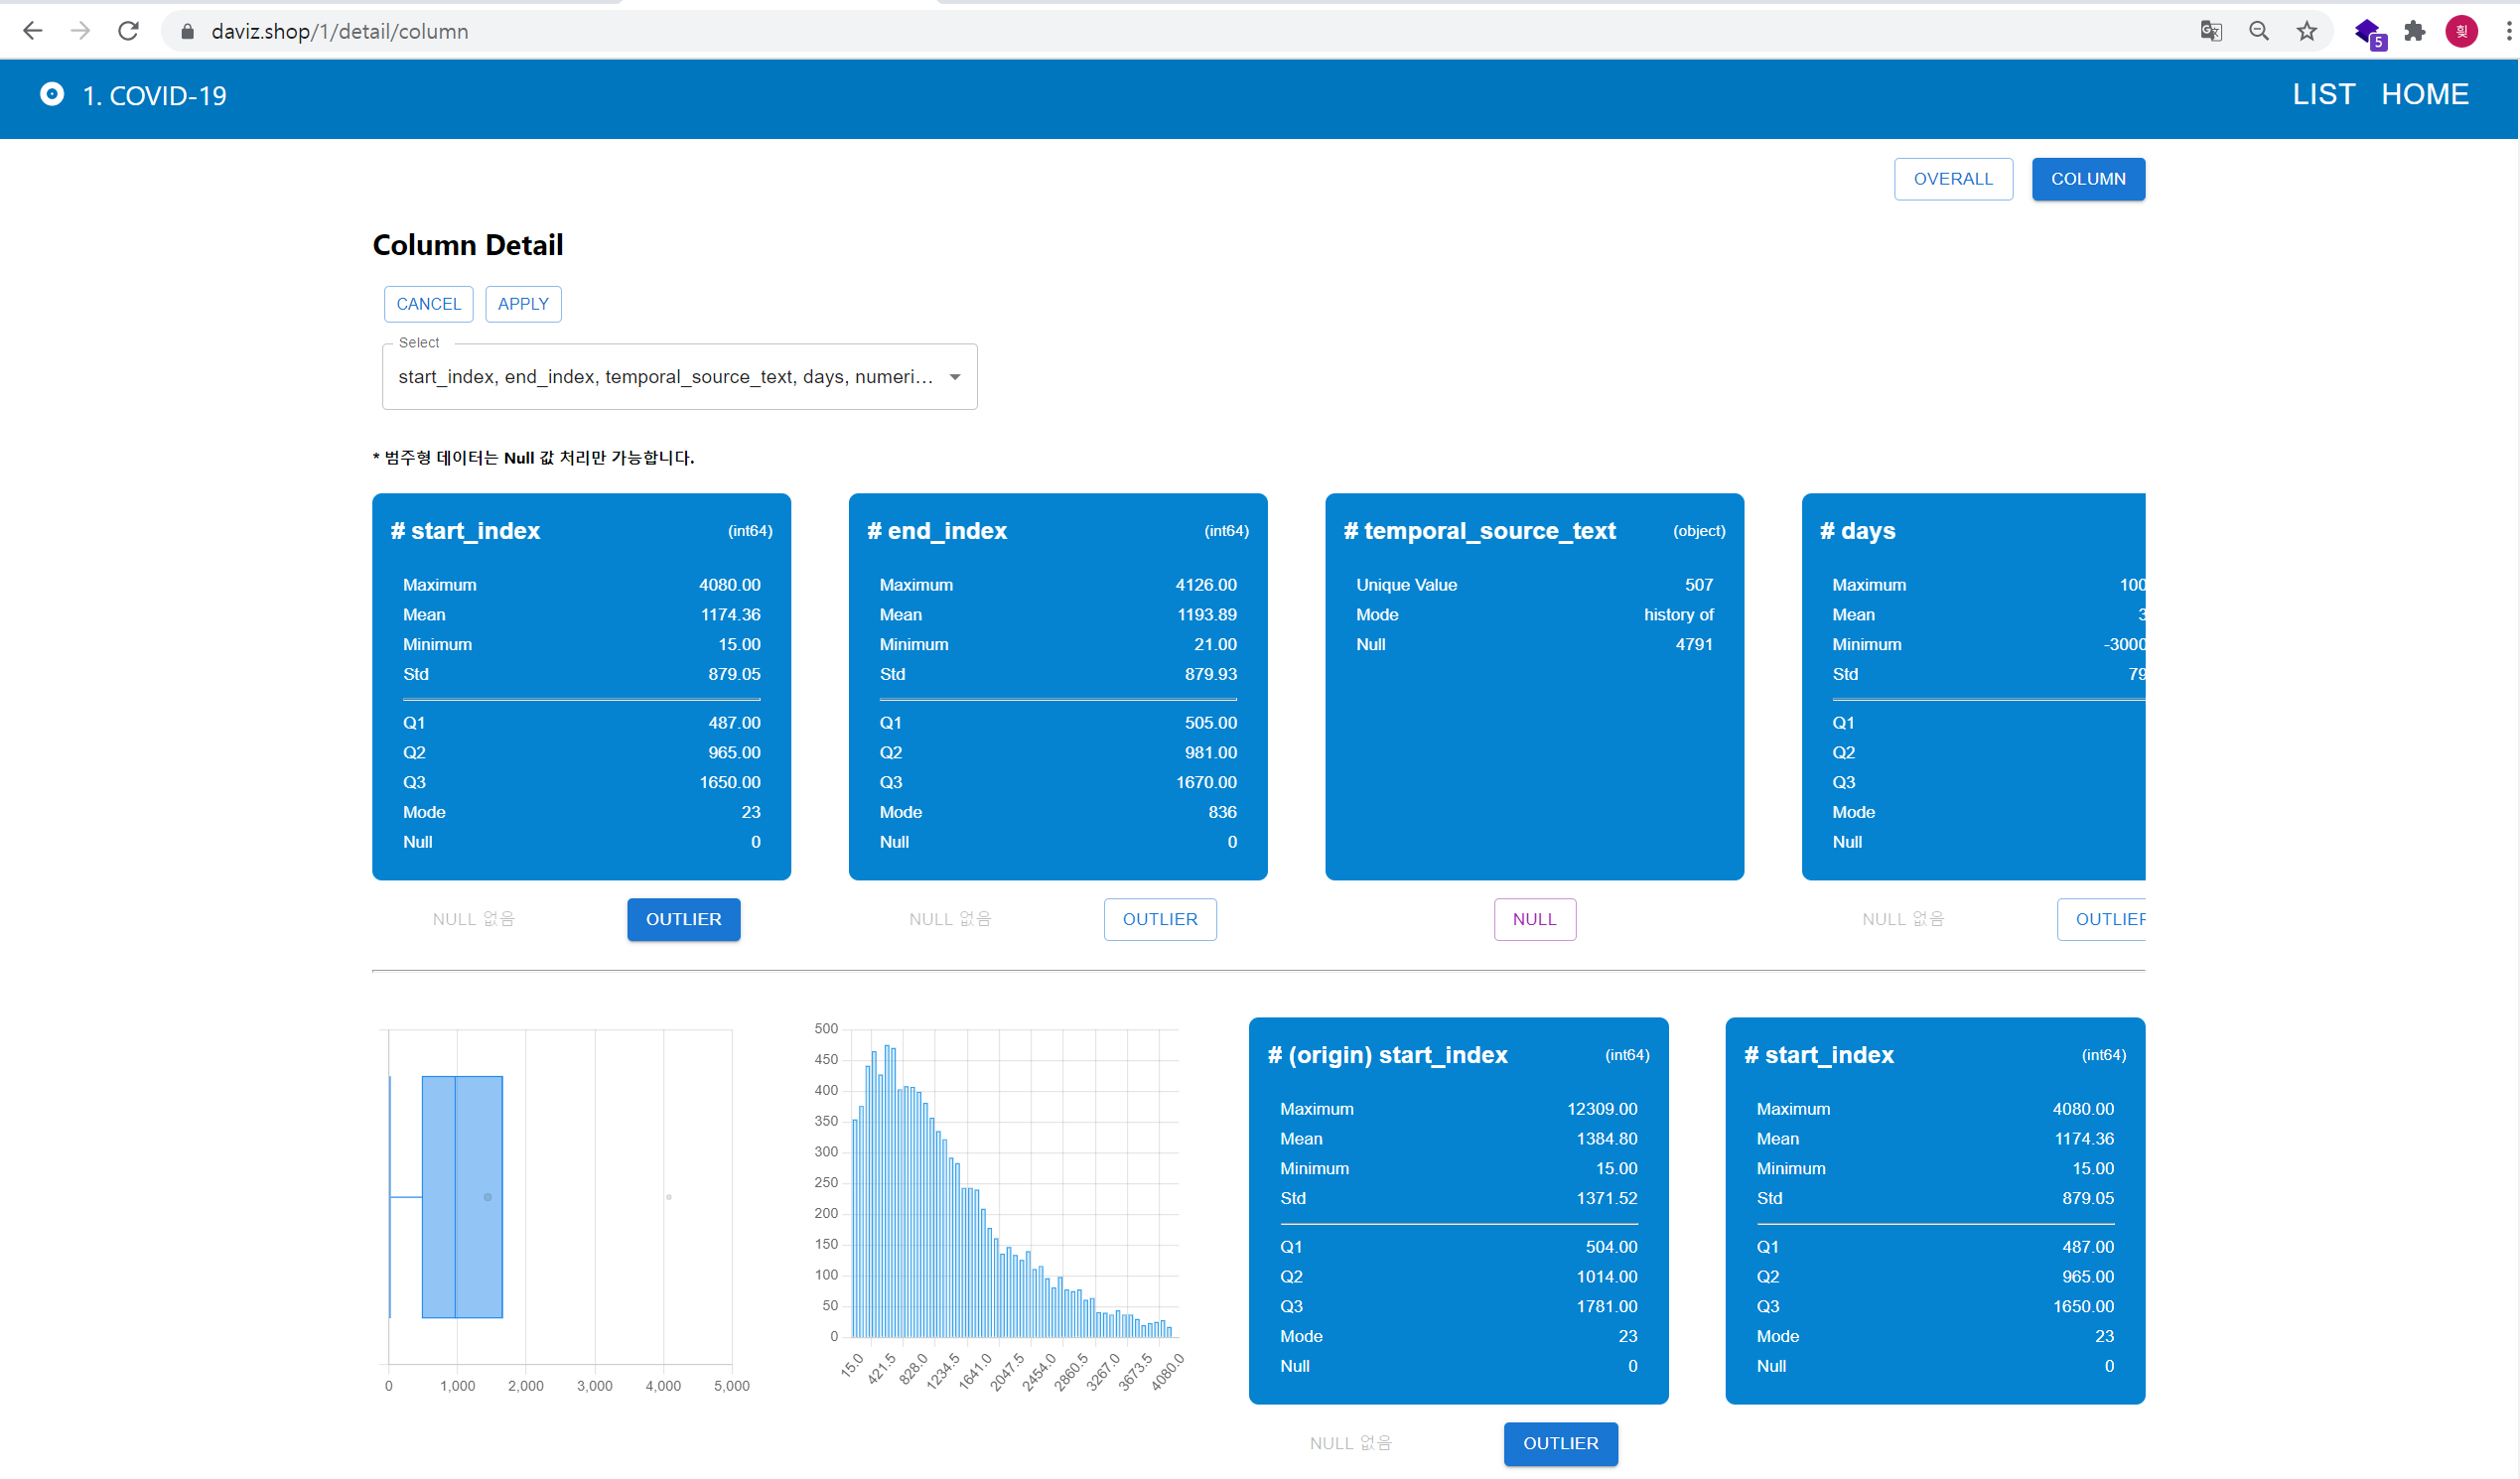 daviz.shop/1/detail/column
5
휮
1. COVID-19
LIST HOME
OVERALL COLUMN
Column Detail
CANCEL APPLY
Select
start_index, end_index, temporal_source_text, days, numeri...
* 범주형 데이터는 Null 값 처리만 가능합니다.
# start_index (int64)
Maximum 4080.00
Mean 1174.36
Minimum 15.00
Std 879.05
Q1 487.00
Q2 965.00
Q3 1650.00
Mode 23
Null 0
NULL 없음 OUTLIER
# end_index (int64)
Maximum 4126.00
Mean 1193.89
Minimum 21.00
Std 879.93
Q1 505.00
Q2 981.00
Q3 1670.00
Mode 836
Null 0
NULL 없음 OUTLIER
# temporal_source_text (object)
Unique Value 507
Mode history of
Null 4791
NULL
# days
Maximum 100
Mean 3
Minimum -3000
Std 79
Q1
Q2
Q3
Mode
Null
NULL 없음 OUTLIER
0 1,000 2,000 3,000 4,000 5,000
500
450
400
350
300
250
200
150
100
50
0
15.0 421.5 828.0 1234.5 1641.0 2047.5 2454.0 2860.5 3267.0 3673.5 4080.0
# (origin) start_index (int64)
Maximum 12309.00
Mean 1384.80
Minimum 15.00
Std 1371.52
Q1 504.00
Q2 1014.00
Q3 1781.00
Mode 23
Null 0
NULL 없음 OUTLIER
# start_index (int64)
Maximum 4080.00
Mean 1174.36
Minimum 15.00
Std 879.05
Q1 487.00
Q2 965.00
Q3 1650.00
Mode 23
Null 0